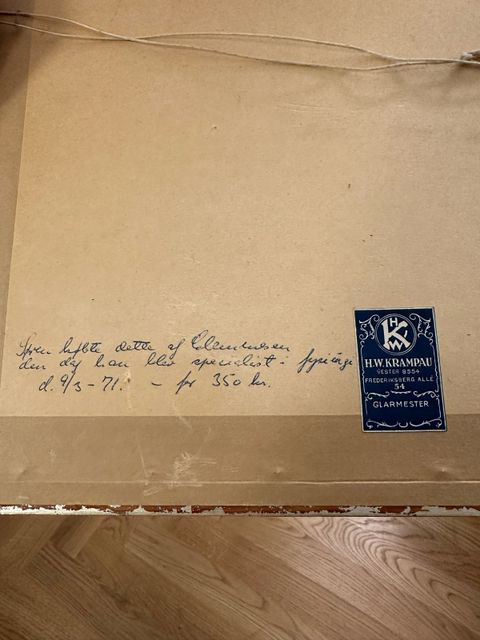 Søren købte dette af Clemmensen
den dag han blev specialist i
d. 9/3 - 71. - for 350 kr.
HKW
H.W. KRAMPAU
VESTER 8554
FREDERIKSBERG ALLÉ
54
GLARMESTER